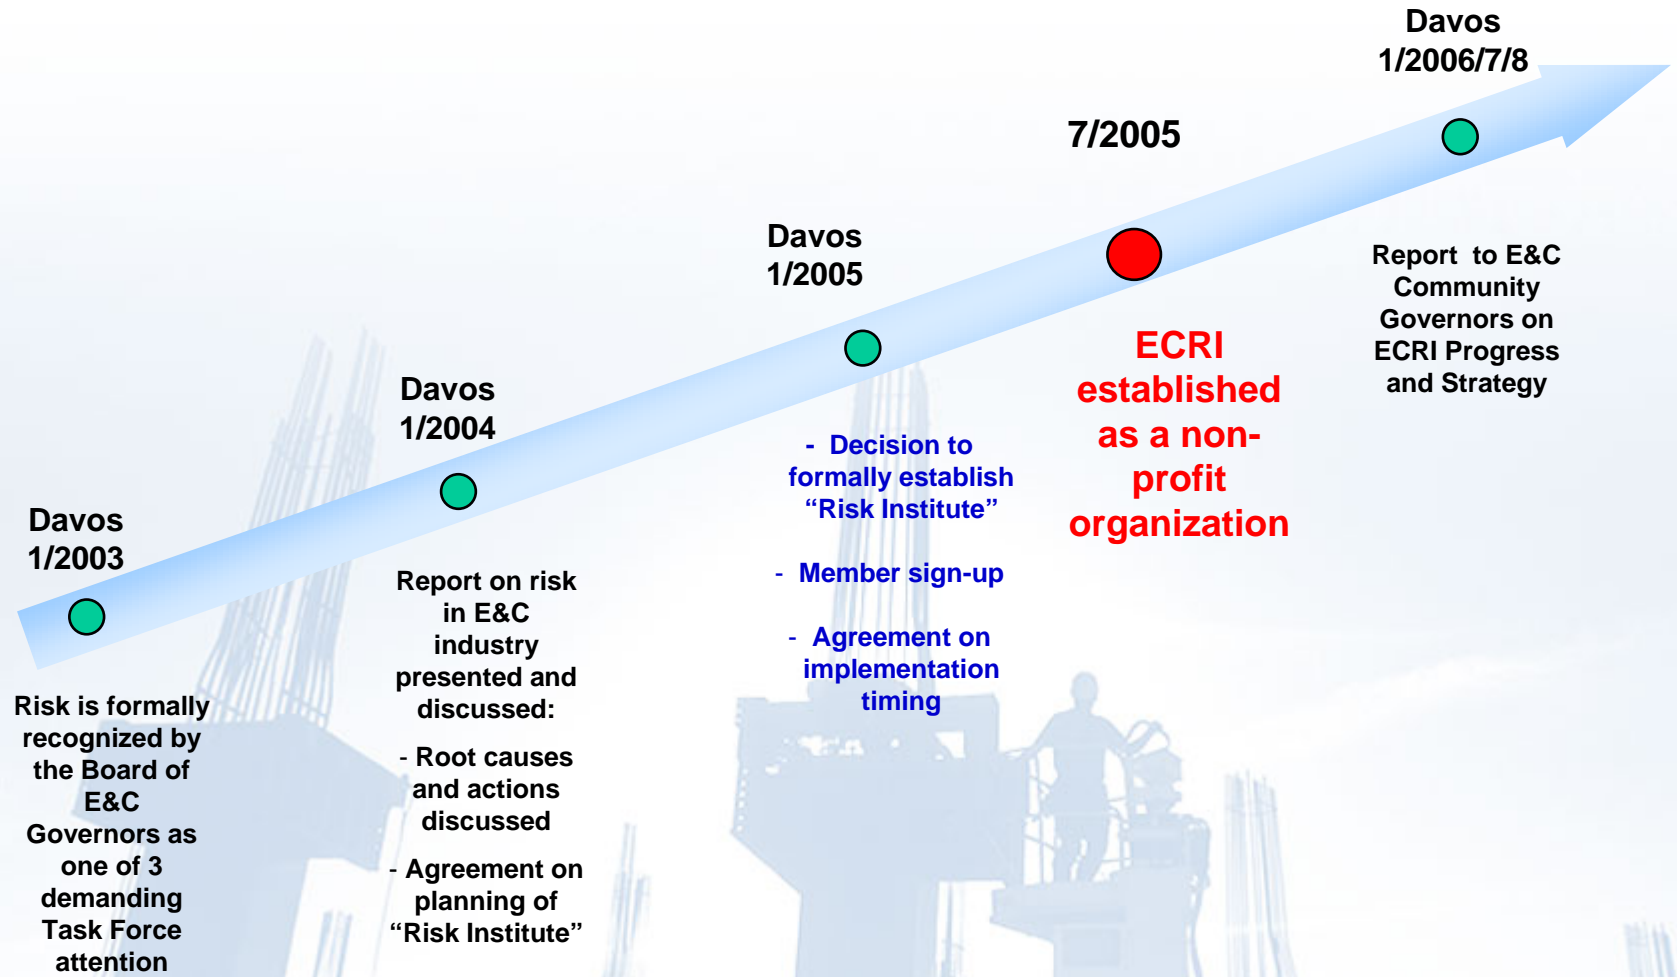 Davos
1/2003
Risk is formally
recognized by
the Board of
E&C
Governors as
one of 3
demanding
Task Force
attention
Davos
1/2004
Report on risk
in E&C
industry
presented and
discussed:
- Root causes
and actions
discussed
- Agreement on
planning of
“Risk Institute”
Davos
1/2005
- Decision to
formally establish
“Risk Institute”
- Member sign-up
- Agreement on
implementation
timing
7/2005
ECRI
established
as a non-
profit
organization
Davos
1/2006/7/8
Report to E&C
Community
Governors on
ECRI Progress
and Strategy